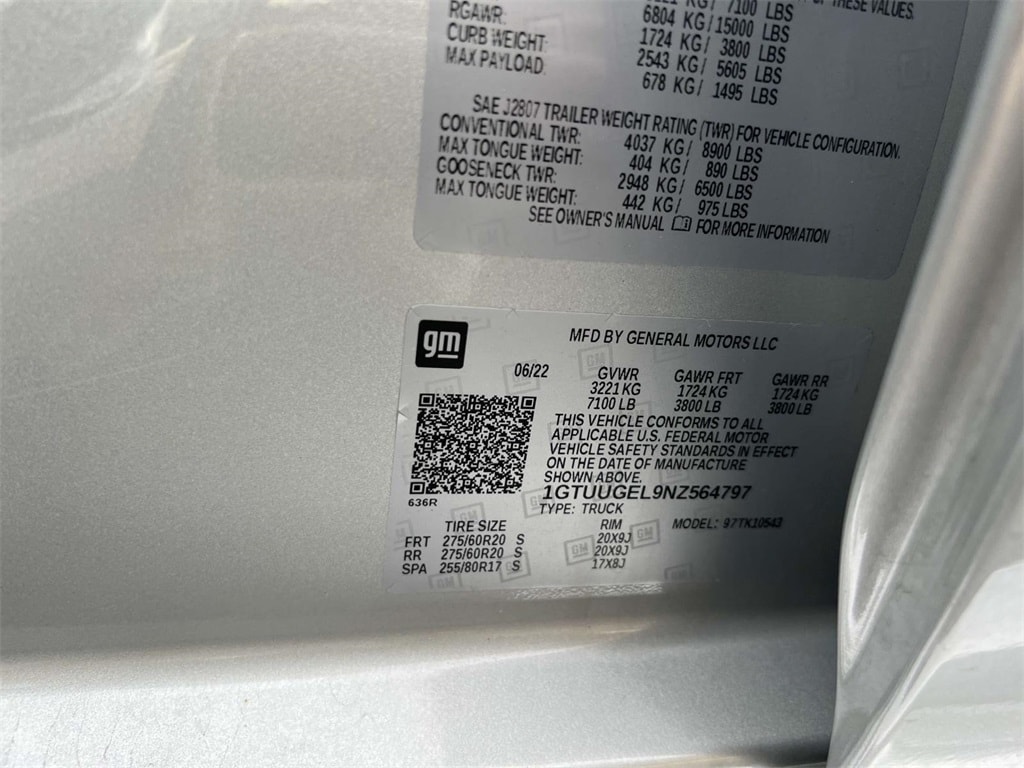 OF THESE VALUES.
7100 LBS
RGAWR: 6804 KG/15000 LBS
CURB WEIGHT: 1724 KG/ 3800 LBS
MAX PAYLOAD: 2543 KG/ 5605 LBS
678 KG/ 1495 LBS
SAE J2807 TRAILER WEIGHT RATING (TWR) FOR VEHICLE CONFIGURATION.
CONVENTIONAL TWR: 4037 KG/ 8900 LBS
MAX TONGUE WEIGHT: 404 KG/ 890 LBS
GOOSENECK TWR: 2948 KG/ 6500 LBS
MAX TONGUE WEIGHT: 442 KG/ 975 LBS
SEE OWNER'S MANUAL FOR MORE INFORMATION
gm
MFD BY GENERAL MOTORS LLC
06/22 GVWR GAWR FRT GAWR RR
3221 KG 1724 KG 1724 KG
7100 LB 3800 LB 3800 LB
THIS VEHICLE CONFORMS TO ALL
APPLICABLE U.S. FEDERAL MOTOR
VEHICLE SAFETY STANDARDS IN EFFECT
ON THE DATE OF MANUFACTURE
SHOWN ABOVE.
1GTUUGEL9NZ564797
636R
TYPE: TRUCK
TIRE SIZE RIM MODEL: 97TK10543
FRT 275/60R20 S 20X9J
RR 275/60R20 S 20X9J
SPA 255/80R17 S 17X8J